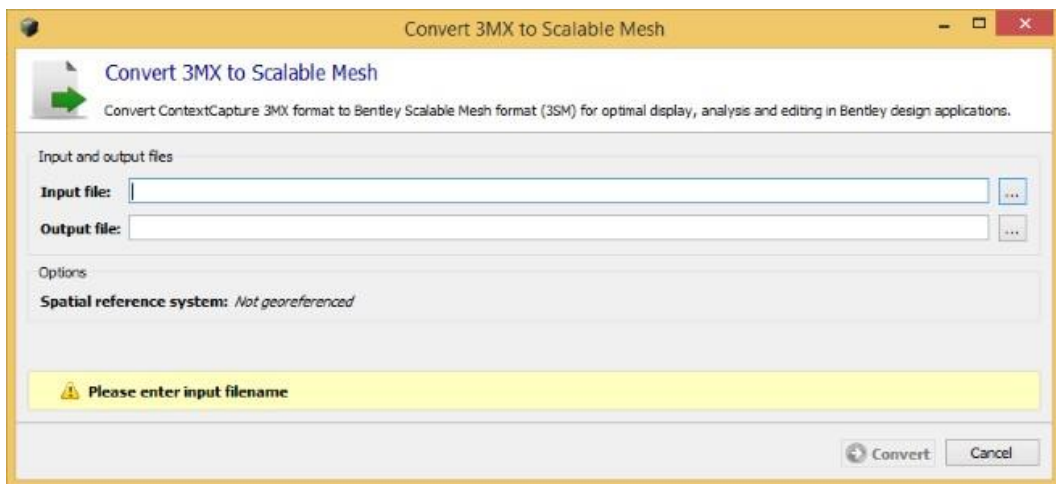 Convert 3MX to Scalable Mesh
Convert 3MX to Scalable Mesh
Convert ContextCapture 3MX format to Bentley Scalable Mesh format (3SM) for optimal display, analysis and editing in Bentley design applications.
Input and output files
Input file:
...
Output file:
...
Options
Spatial reference system: Not georeferenced
Please enter input filename
Convert Cancel